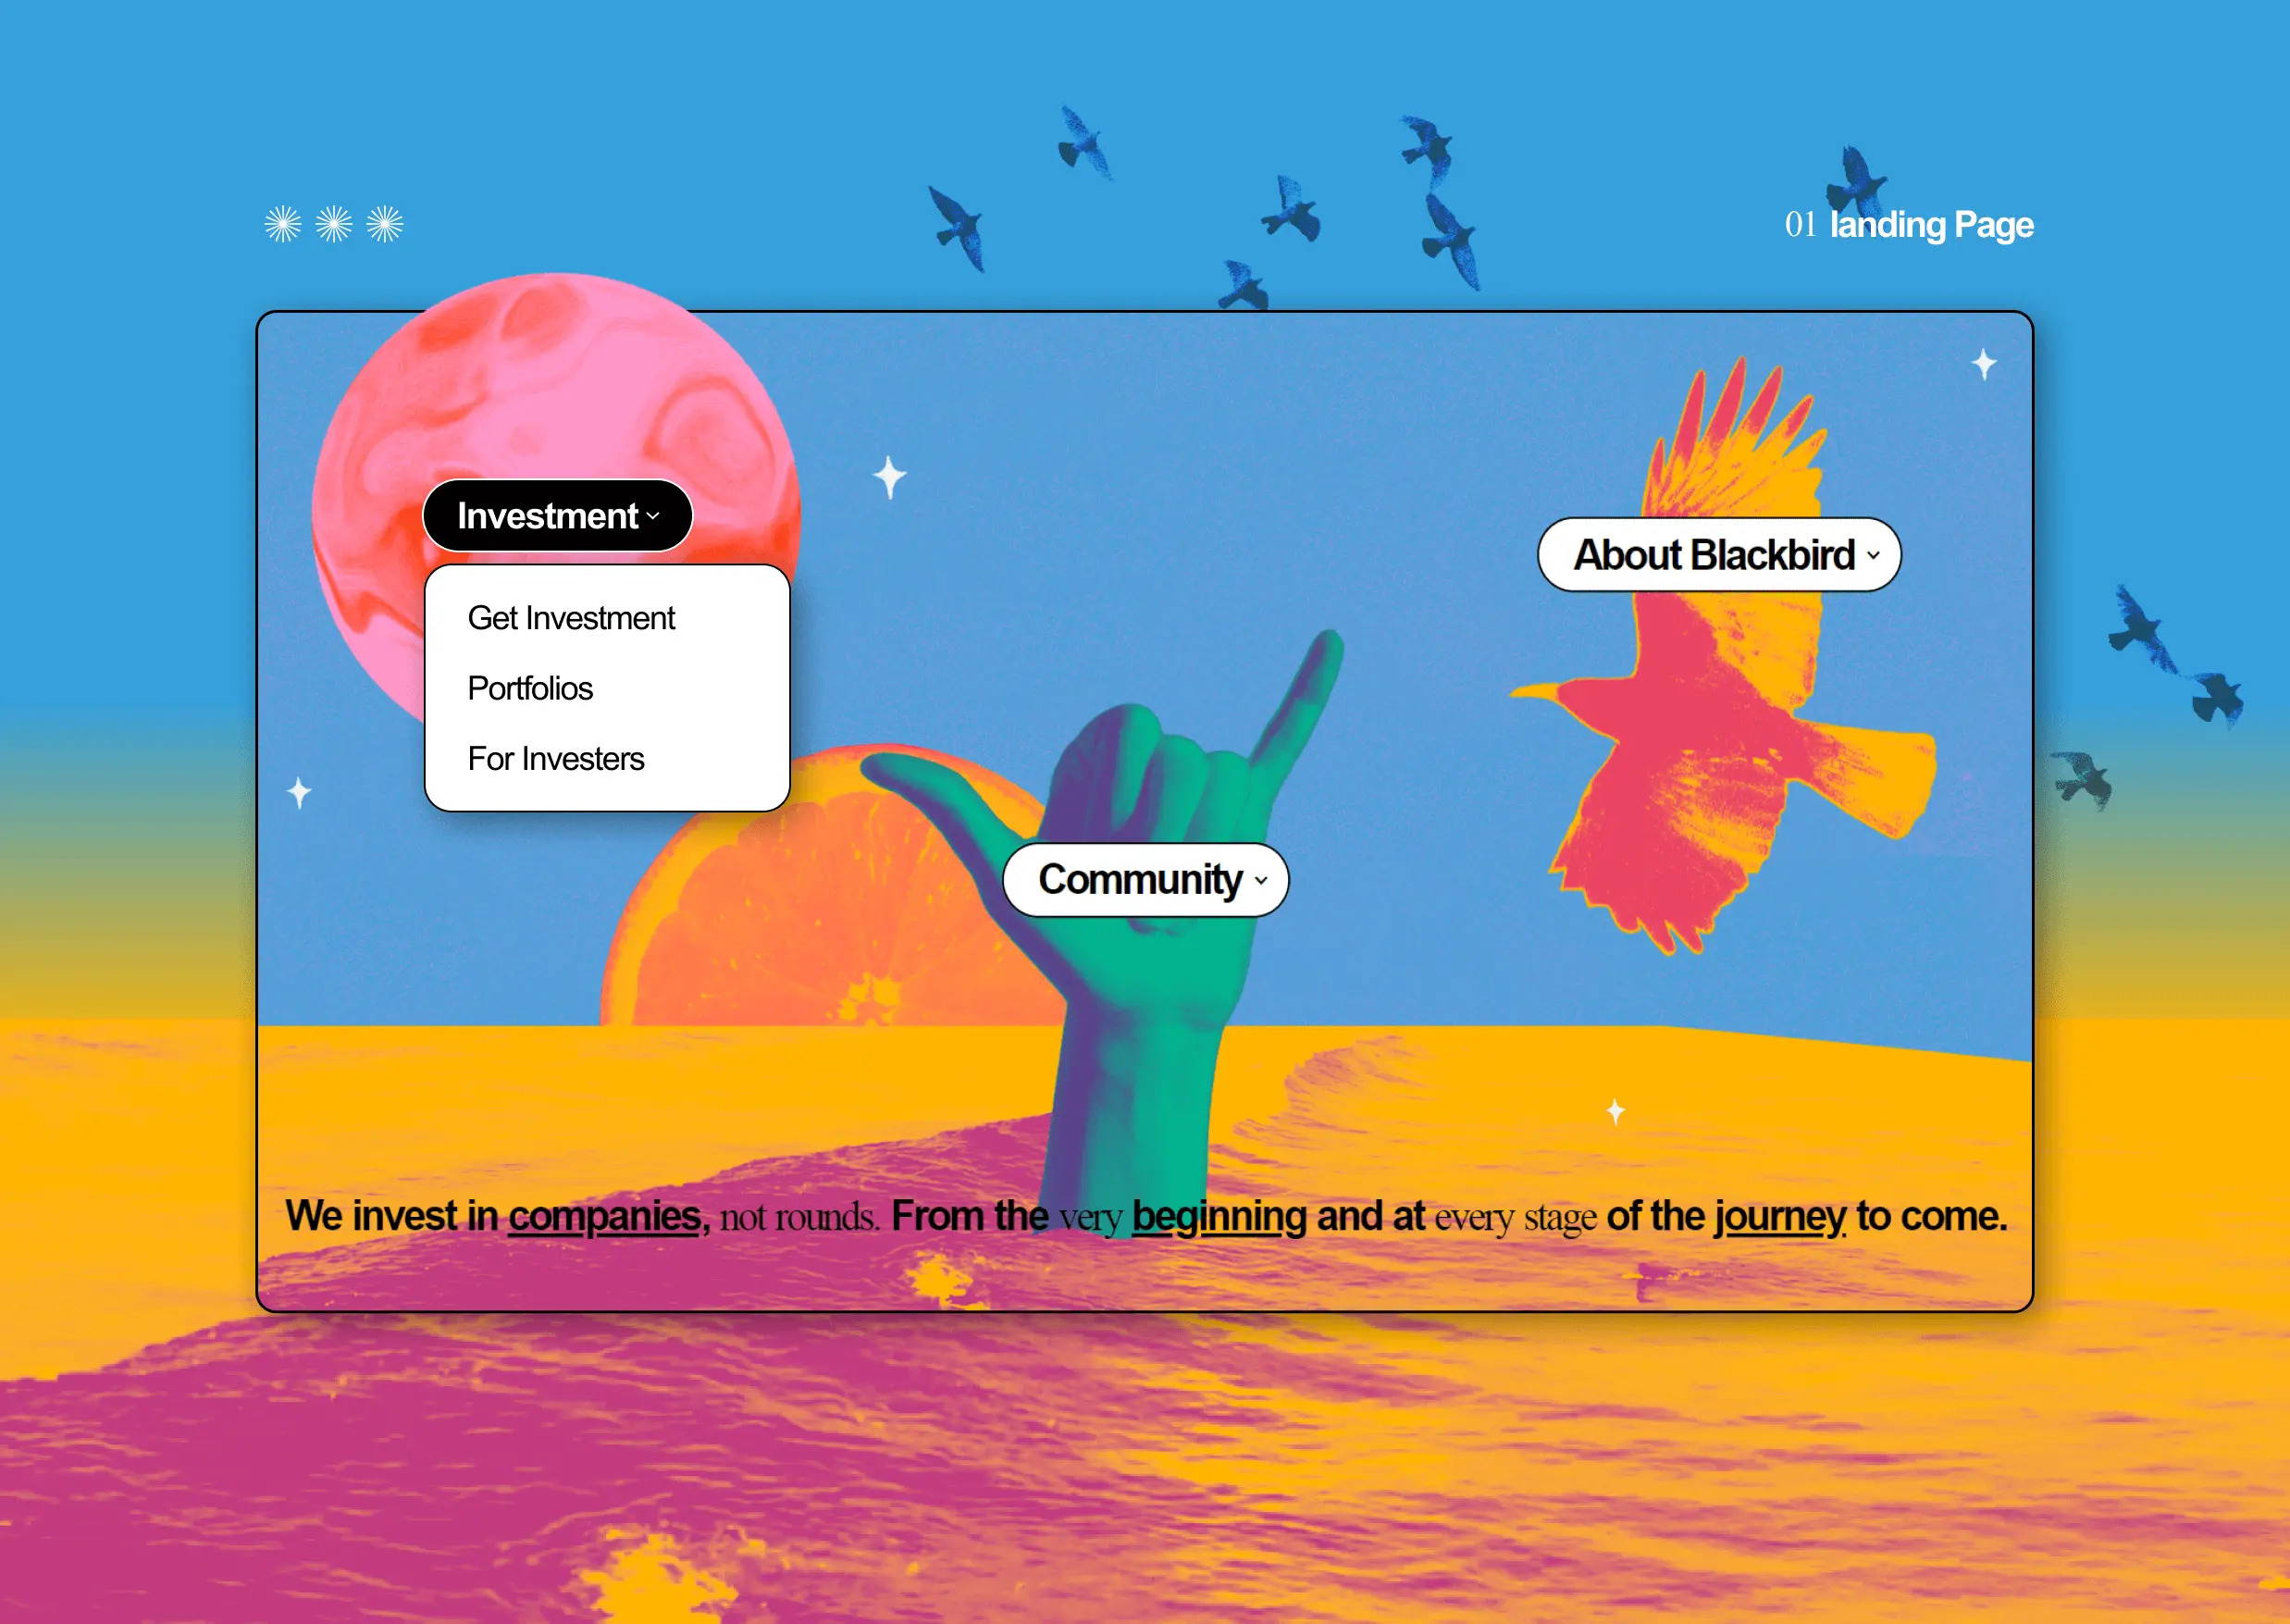 01 landing Page
Investment
Get Investment
Portfolios
For Investers
About Blackbird
Community
We invest in companies, not rounds. From the very beginning and at every stage of the journey to come.